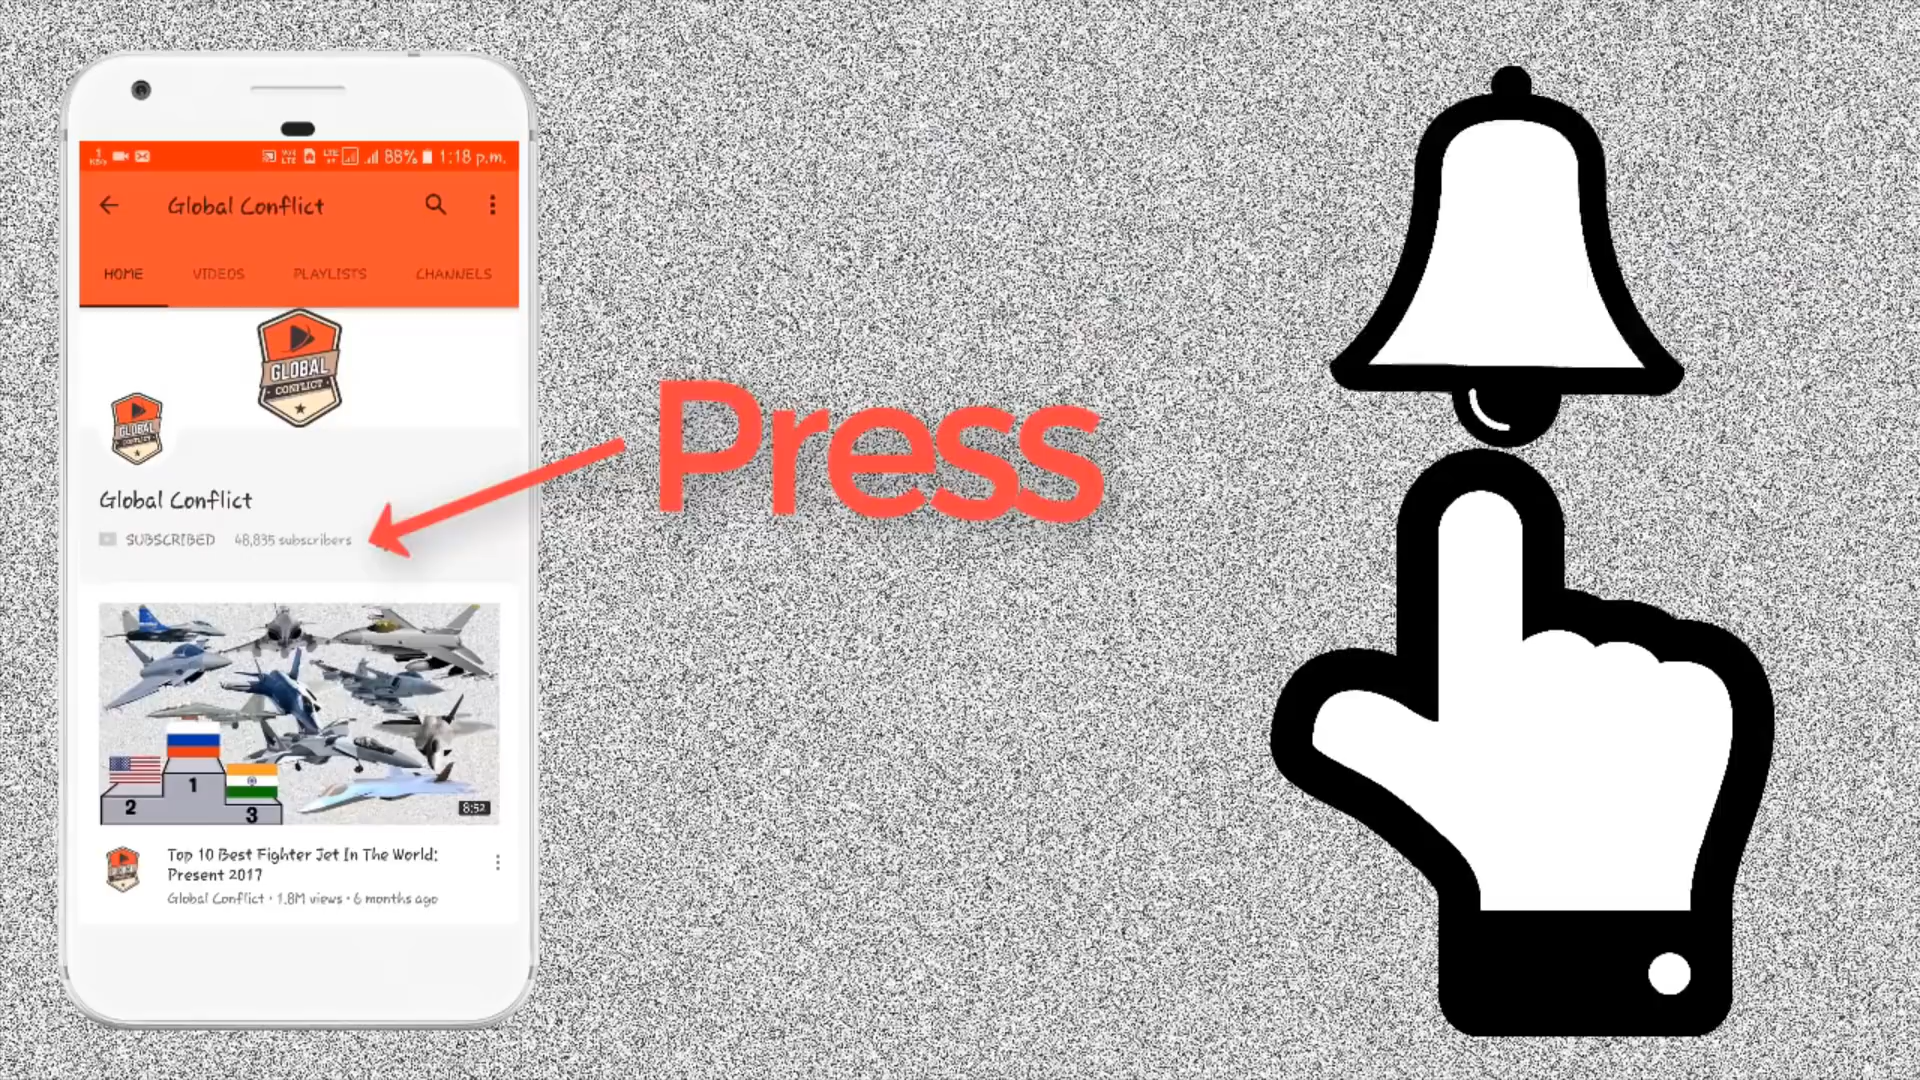 88% 1:18 p.m.
Global Conflict
HOME VIDEOS PLAYLISTS CHANNELS
GLOBAL
CONFLICT
GLOBAL
CONFLICT
Press
Global Conflict
SUBSCRIBED 48,835 subscribers
1
2
3
8:52
Top 10 Best Fighter Jet In The World:
Present 2017
Global Conflict • 1.8M views • 6 months ago